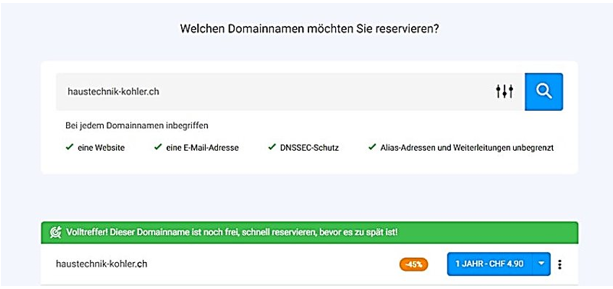 Welchen Domainnamen möchten Sie reservieren?
haustechnik-kohler.ch
Bei jedem Domainnamen inbegriffen
eine Website eine E-Mail-Adresse DNSSEC-Schutz Alias-Adressen und Weiterleitungen unbegrenzt
Volltreffer! Dieser Domainname ist noch frei, schnell reservieren, bevor es zu spät ist!
haustechnik-kohler.ch -45% 1 JAHR - CHF 4.90